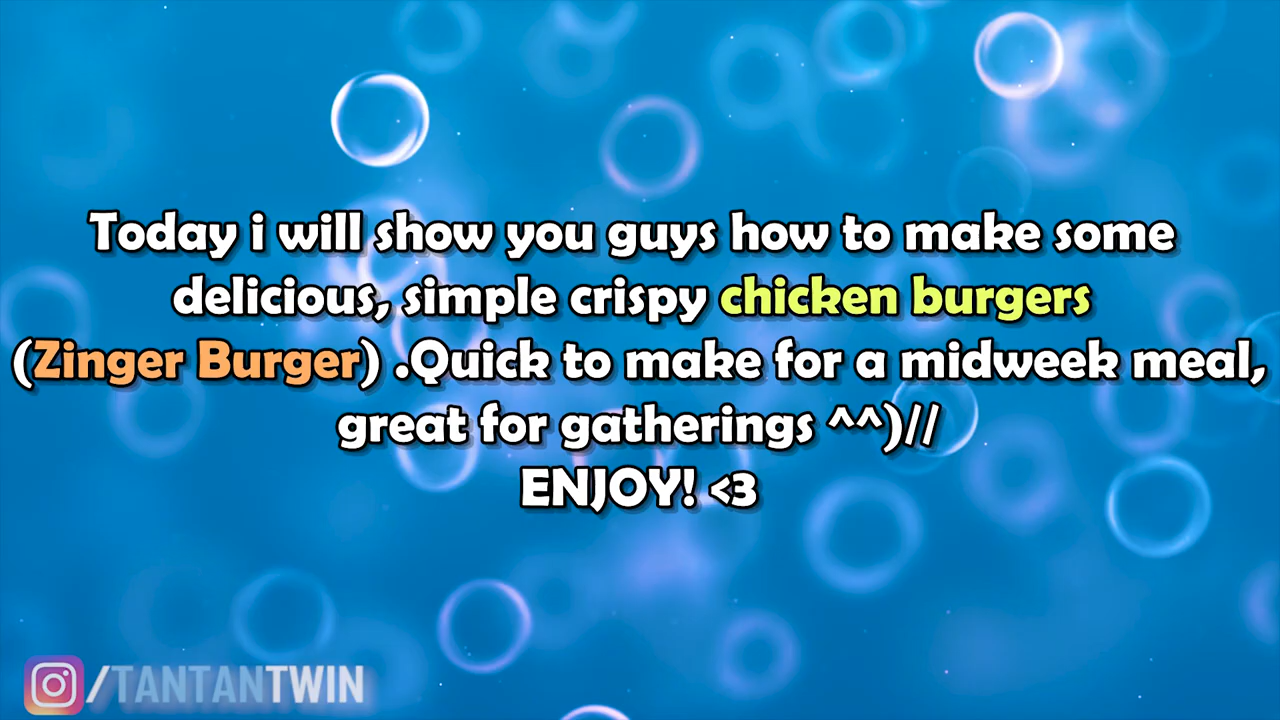 Today i will show you guys how to make some
delicious, simple crispy chicken burgers
(Zinger Burger) .Quick to make for a midweek meal,
great for gatherings ^^)//
ENJOY! <3
/TANTANTWIN